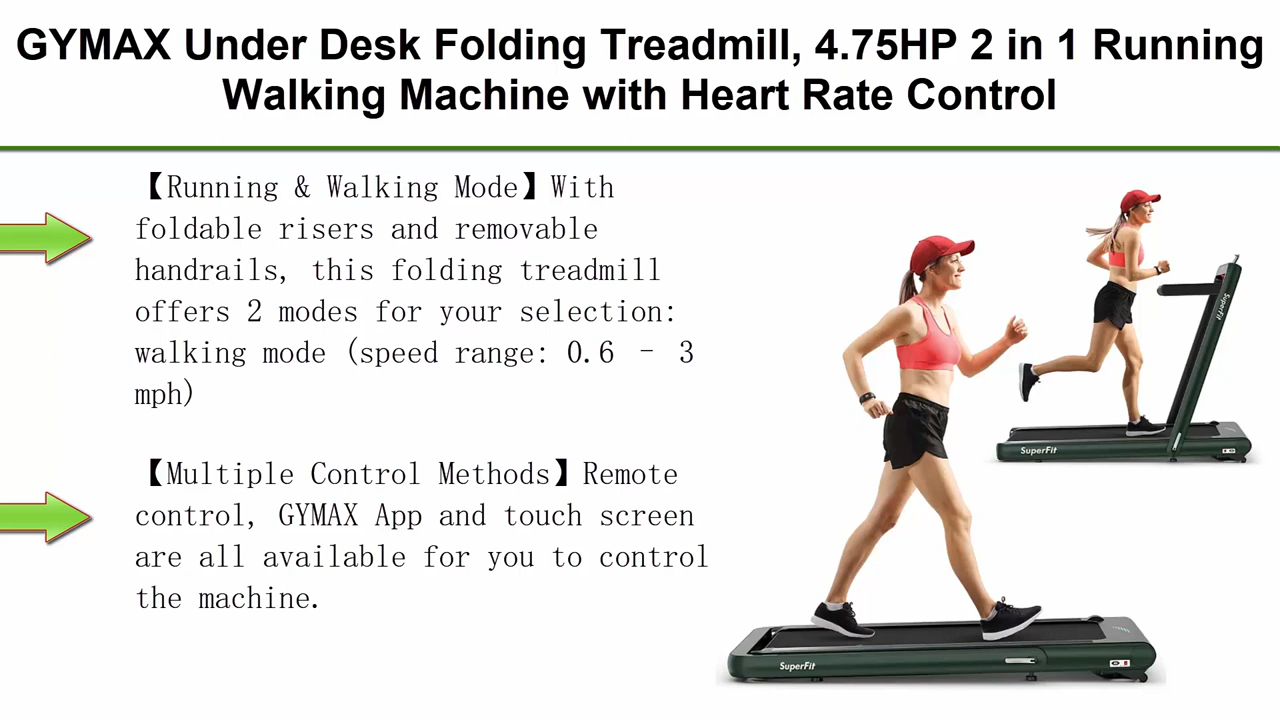 GYMAX Under Desk Folding Treadmill, 4.75HP 2 in 1 Running
Walking Machine with Heart Rate Control
【Running & Walking Mode】With
foldable risers and removable
handrails, this folding treadmill
offers 2 modes for your selection:
walking mode (speed range: 0.6 – 3
mph)
【Multiple Control Methods】Remote
control, GYMAX App and touch screen
are all available for you to control
the machine.
SuperFit
SuperFit
SuperFit